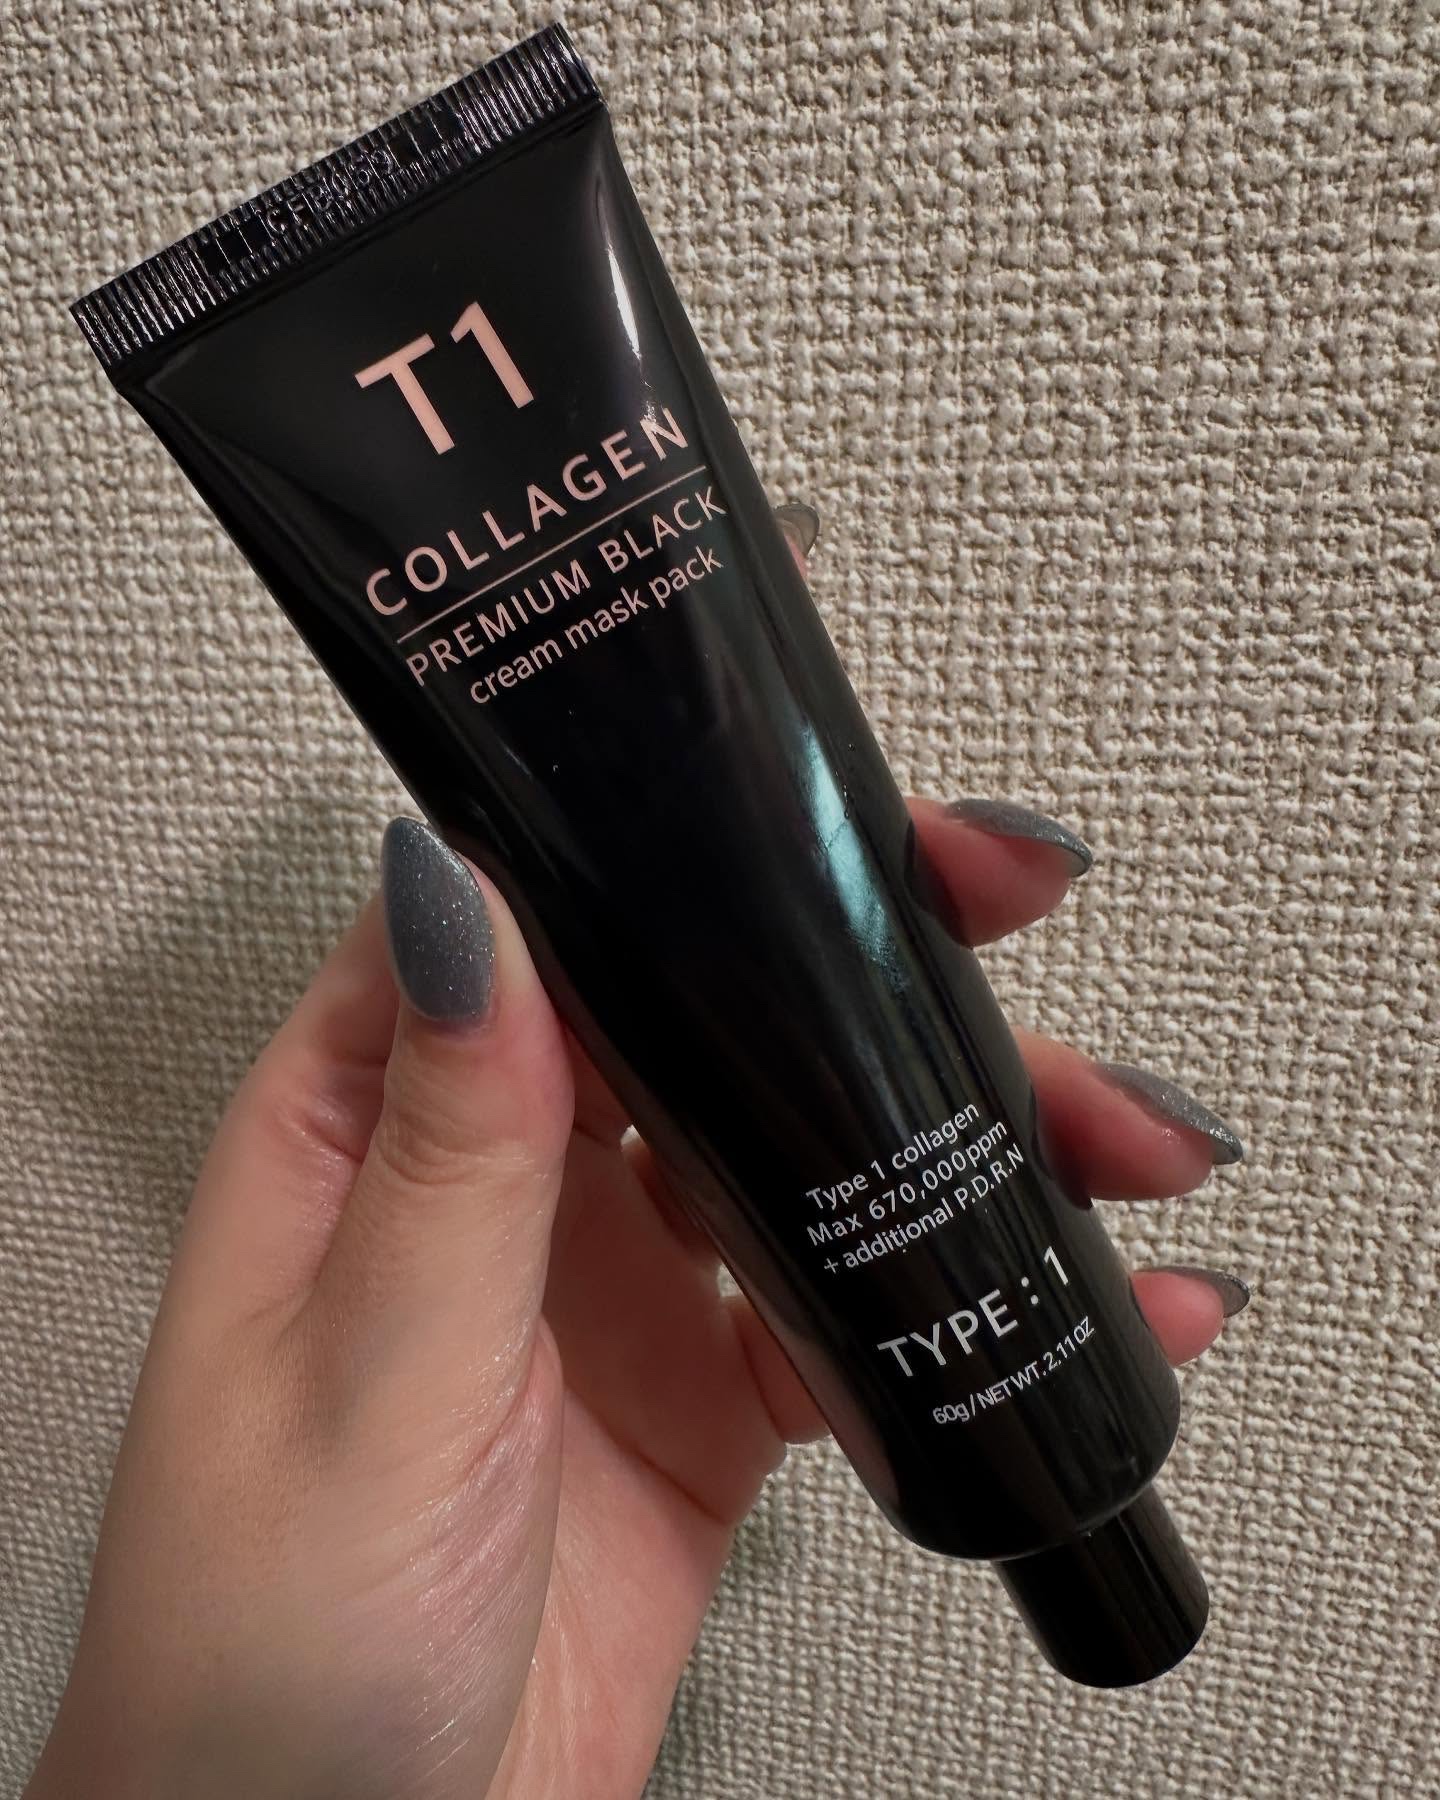 T1
COLLAGEN
PREMIUM BLACK
cream mask pack
Type 1 collagen
Max 670,000ppm
+ additional P.D.R.N
TYPE : 1
60g / NET WT. 2.11 OZ